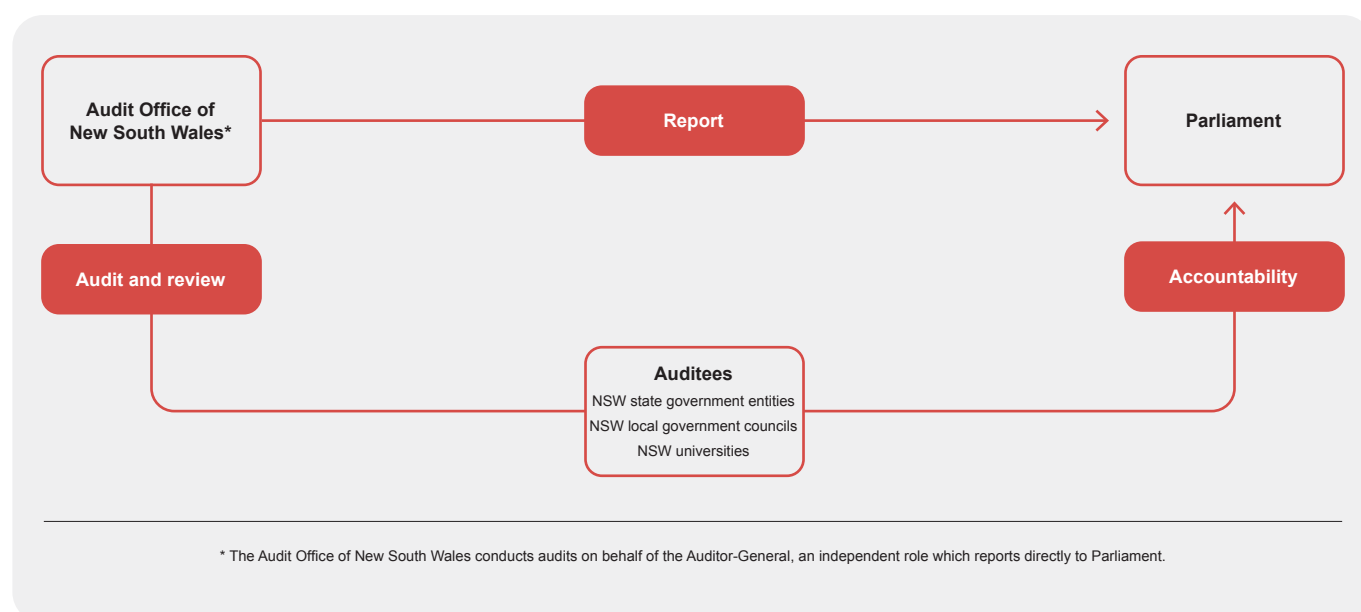 Audit Office of
New South Wales*
Report
Parliament
Audit and review
Accountability
Auditees
NSW state government entities
NSW local government councils
NSW universities
* The Audit Office of New South Wales conducts audits on behalf of the Auditor-General, an independent role which reports directly to Parliament.